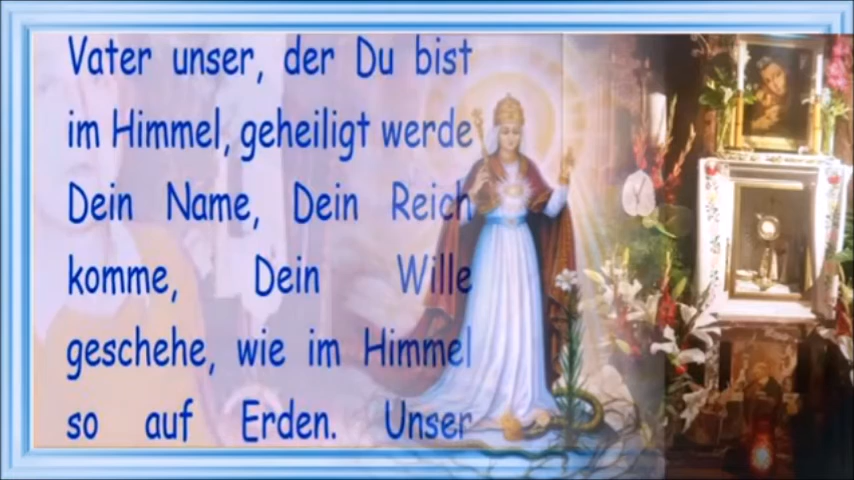 Vater unser, der Du bist
im Himmel, geheiligt werde
Dein Name, Dein Reich
komme, Dein Wille
geschehe, wie im Himmel
so auf Erden. Unser